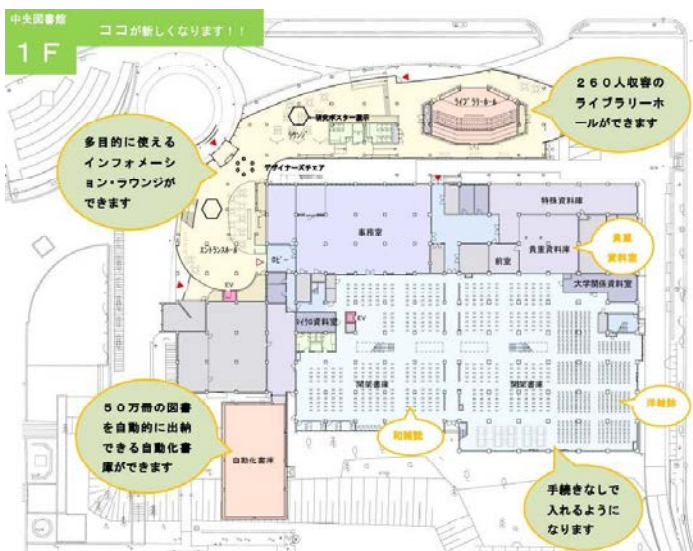 中央図書館
１Ｆ
ココが新しくなります！！
２６０人収容の
ライブラリーホ
ールができます
ライブラリーホール
研究ポスター展示
ラウンジ
多目的に使える
インフォメーシ
ョン・ラウンジが
できます
デザイナーズチェア
特殊資料庫
事務室
貴重
資料室
エントランスホール
ロビー
前室
貴重資料庫
大学関係資料室
EV
マイクロ資料室
EV
開架書庫
開架書庫
５０万冊の図書
を自動的に出納
できる自動化書
庫ができます
洋雑誌
和雑誌
自動化書庫
手続きなしで
入れるように
なります